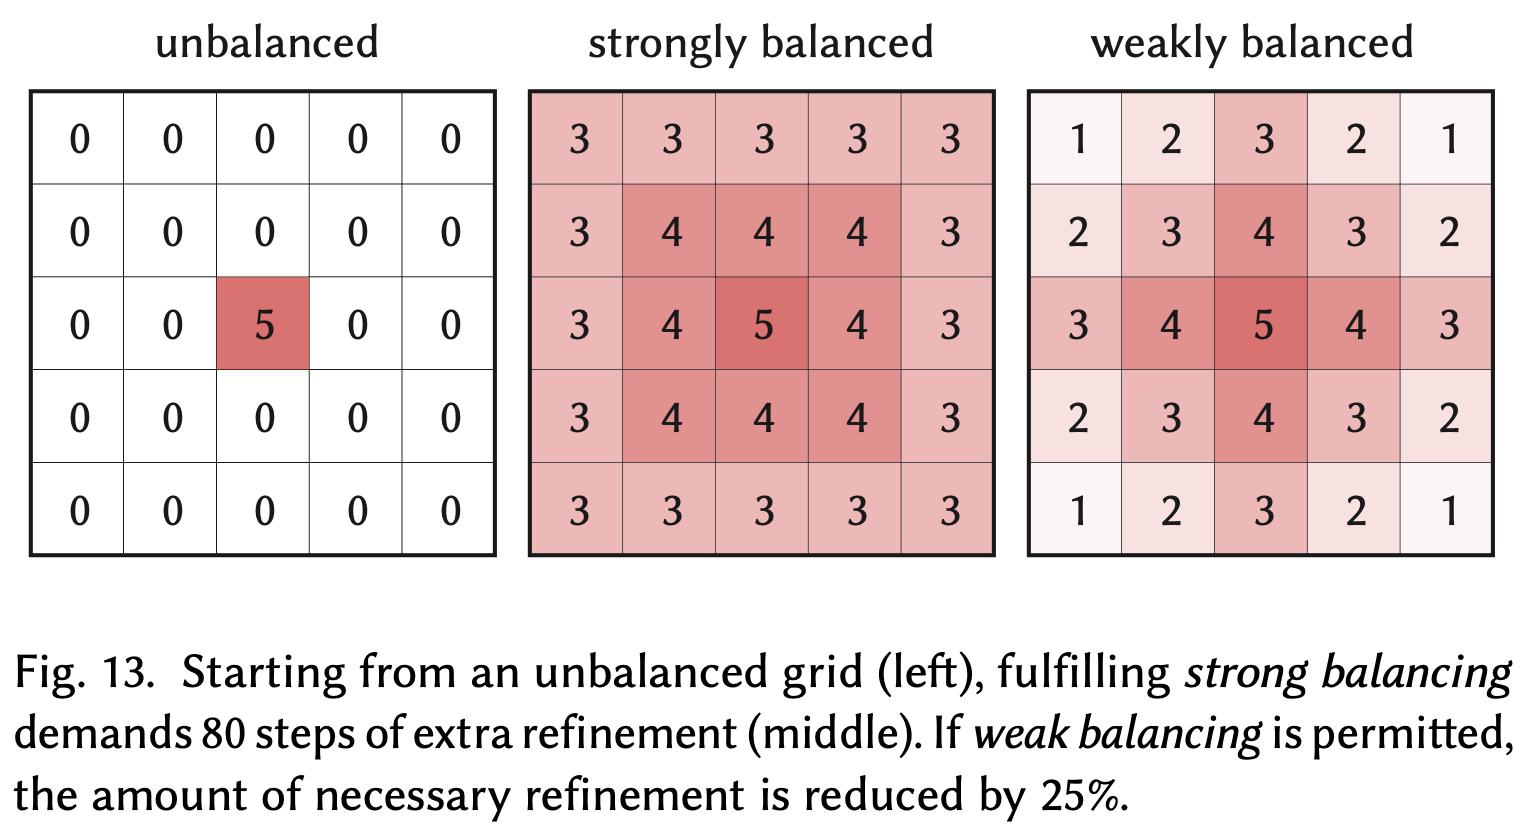 unbalanced strongly balanced weakly balanced
0 0 0 0 0 3 3 3 3 3 1 2 3 2 1
0 0 0 0 0 3 4 4 4 3 2 3 4 3 2
0 0 5 0 0 3 4 5 4 3 3 4 5 4 3
0 0 0 0 0 3 4 4 4 3 2 3 4 3 2
0 0 0 0 0 3 3 3 3 3 1 2 3 2 1
Fig. 13. Starting from an unbalanced grid (left), fulfilling strong balancing
demands 80 steps of extra refinement (middle). If weak balancing is permitted,
the amount of necessary refinement is reduced by 25%.